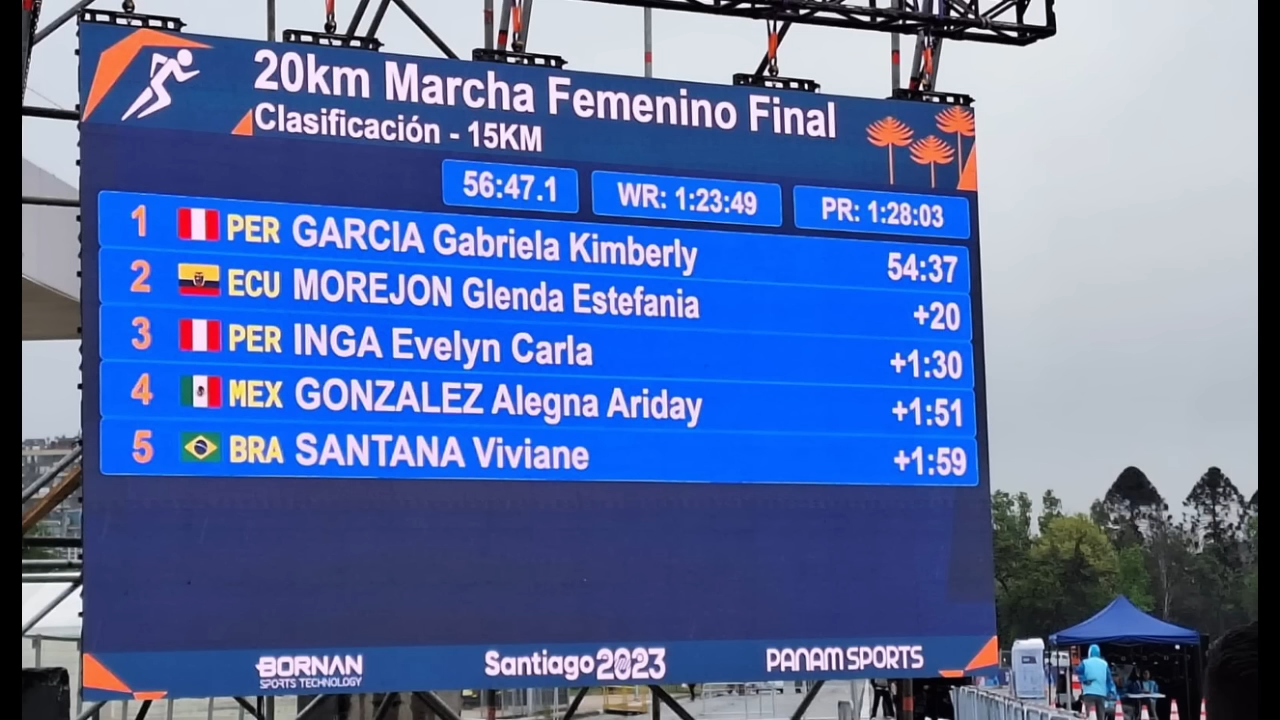 20km Marcha Femenino Final
Clasificación - 15KM
56:47.1 WR: 1:23:49 PR: 1:28:03
1 PER GARCIA Gabriela Kimberly 54:37
2 ECU MOREJON Glenda Estefania +20
3 PER INGA Evelyn Carla +1:30
4 MEX GONZALEZ Alegna Ariday +1:51
5 BRA SANTANA Viviane +1:59
BORNAN Santiago 2023 PANAM SPORTS
SPORTS TECHNOLOGY